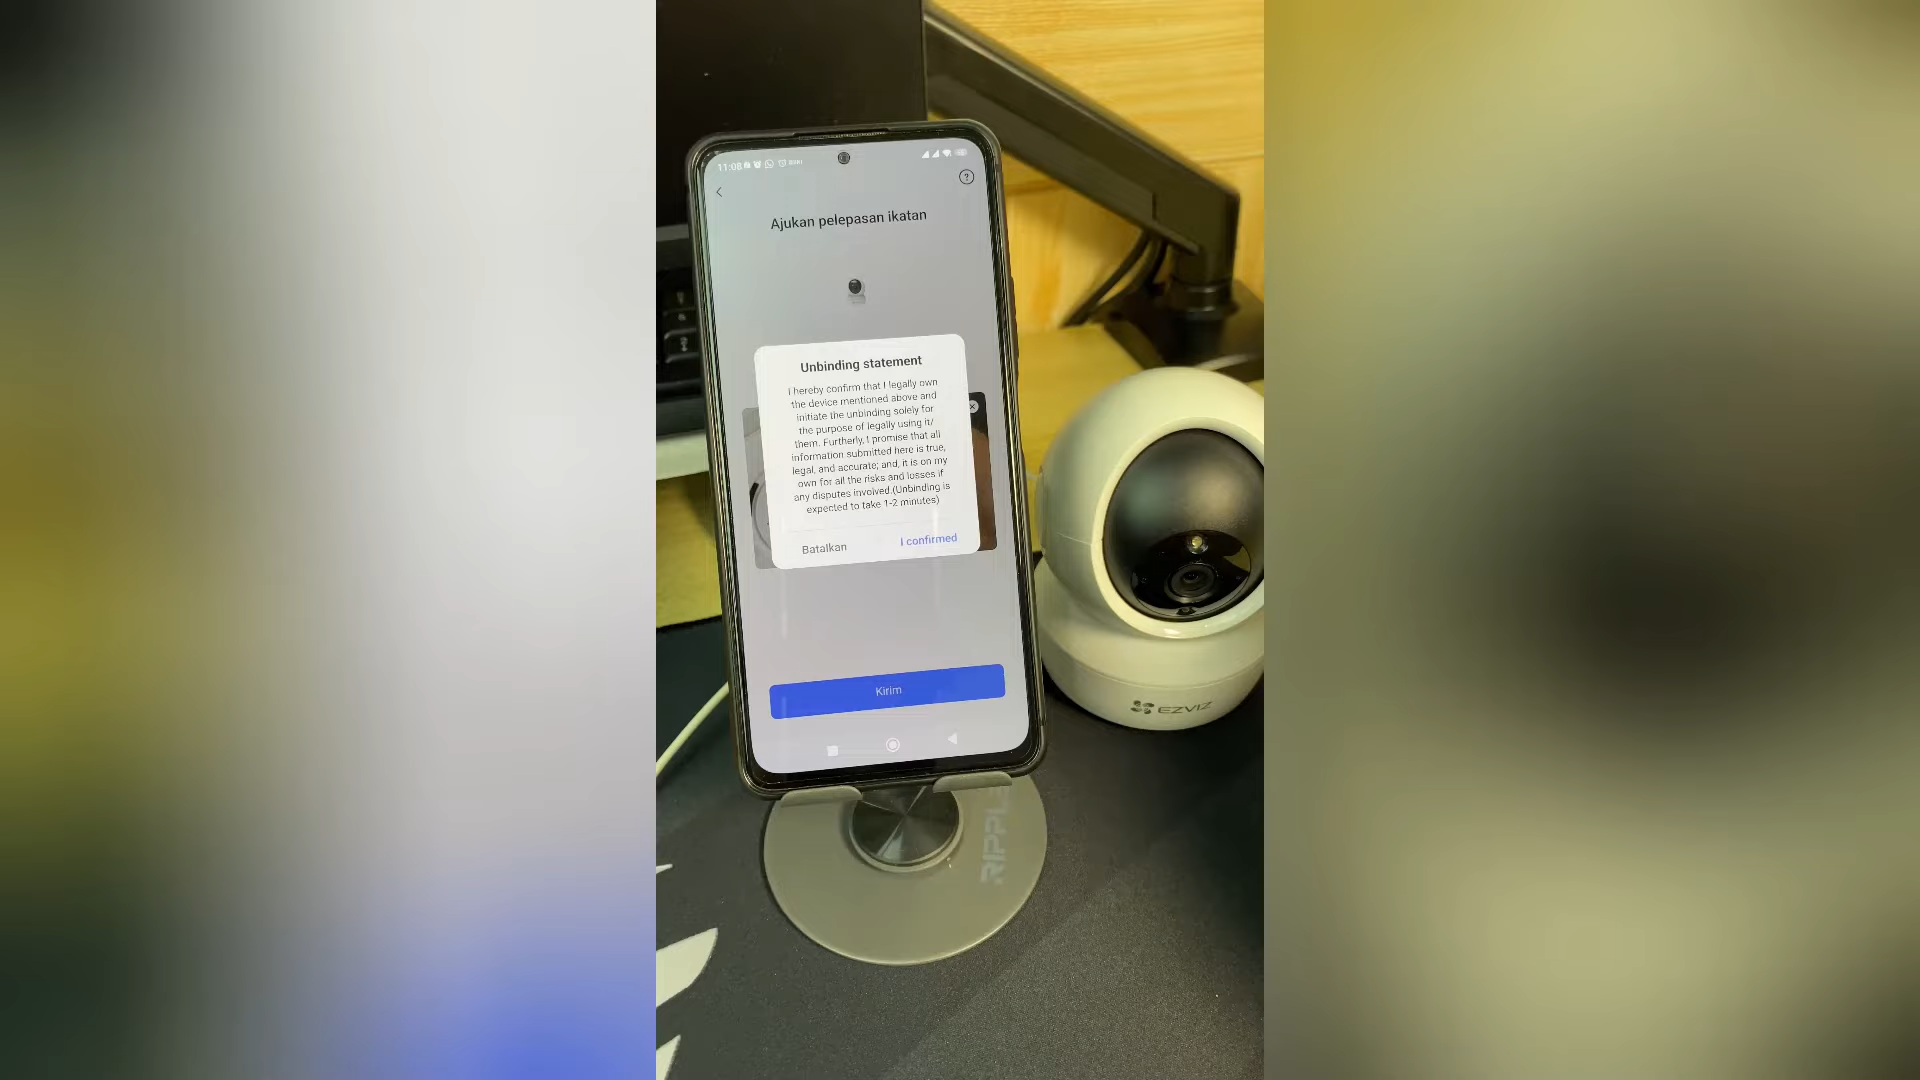 11:08
Ajukan pelepasan ikatan
Unbinding statement
I hereby confirm that I legally own
the device mentioned above and
initiate the unbinding solely for
the purpose of legally using it/
them. Furtherly, I promise that all
information submitted here is true,
legal, and accurate; and, it is on my
own for all the risks and losses if
any disputes involved.(Unbinding is
expected to take 1-2 minutes)
Batalkan I confirmed
Kirim
EZVIZ